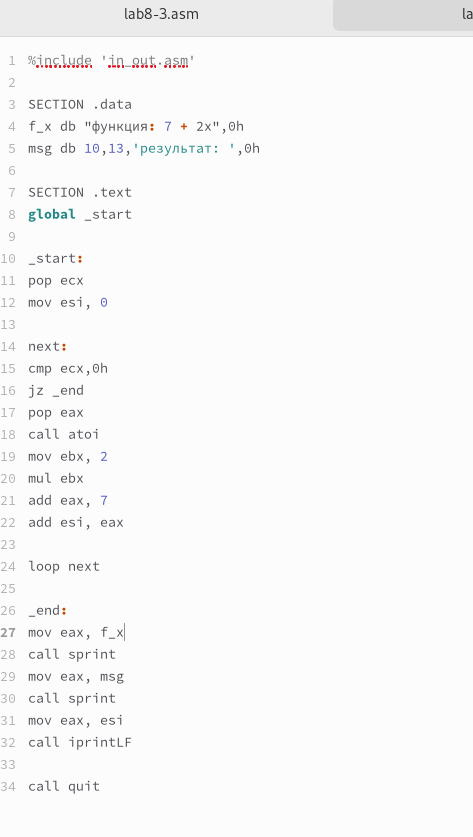 lab8-3.asm
la
1 %include 'in_out.asm'
2
3 SECTION .data
4 f_x db "функция: 7 + 2x",0h
5 msg db 10,13,'результат: ',0h
6
7 SECTION .text
8 global _start
9
10 _start:
11 pop ecx
12 mov esi, 0
13
14 next:
15 cmp ecx,0h
16 jz _end
17 pop eax
18 call atoi
19 mov ebx, 2
20 mul ebx
21 add eax, 7
22 add esi, eax
23
24 loop next
25
26 _end:
27 mov eax, f_x
28 call sprint
29 mov eax, msg
30 call sprint
31 mov eax, esi
32 call iprintLF
33
34 call quit